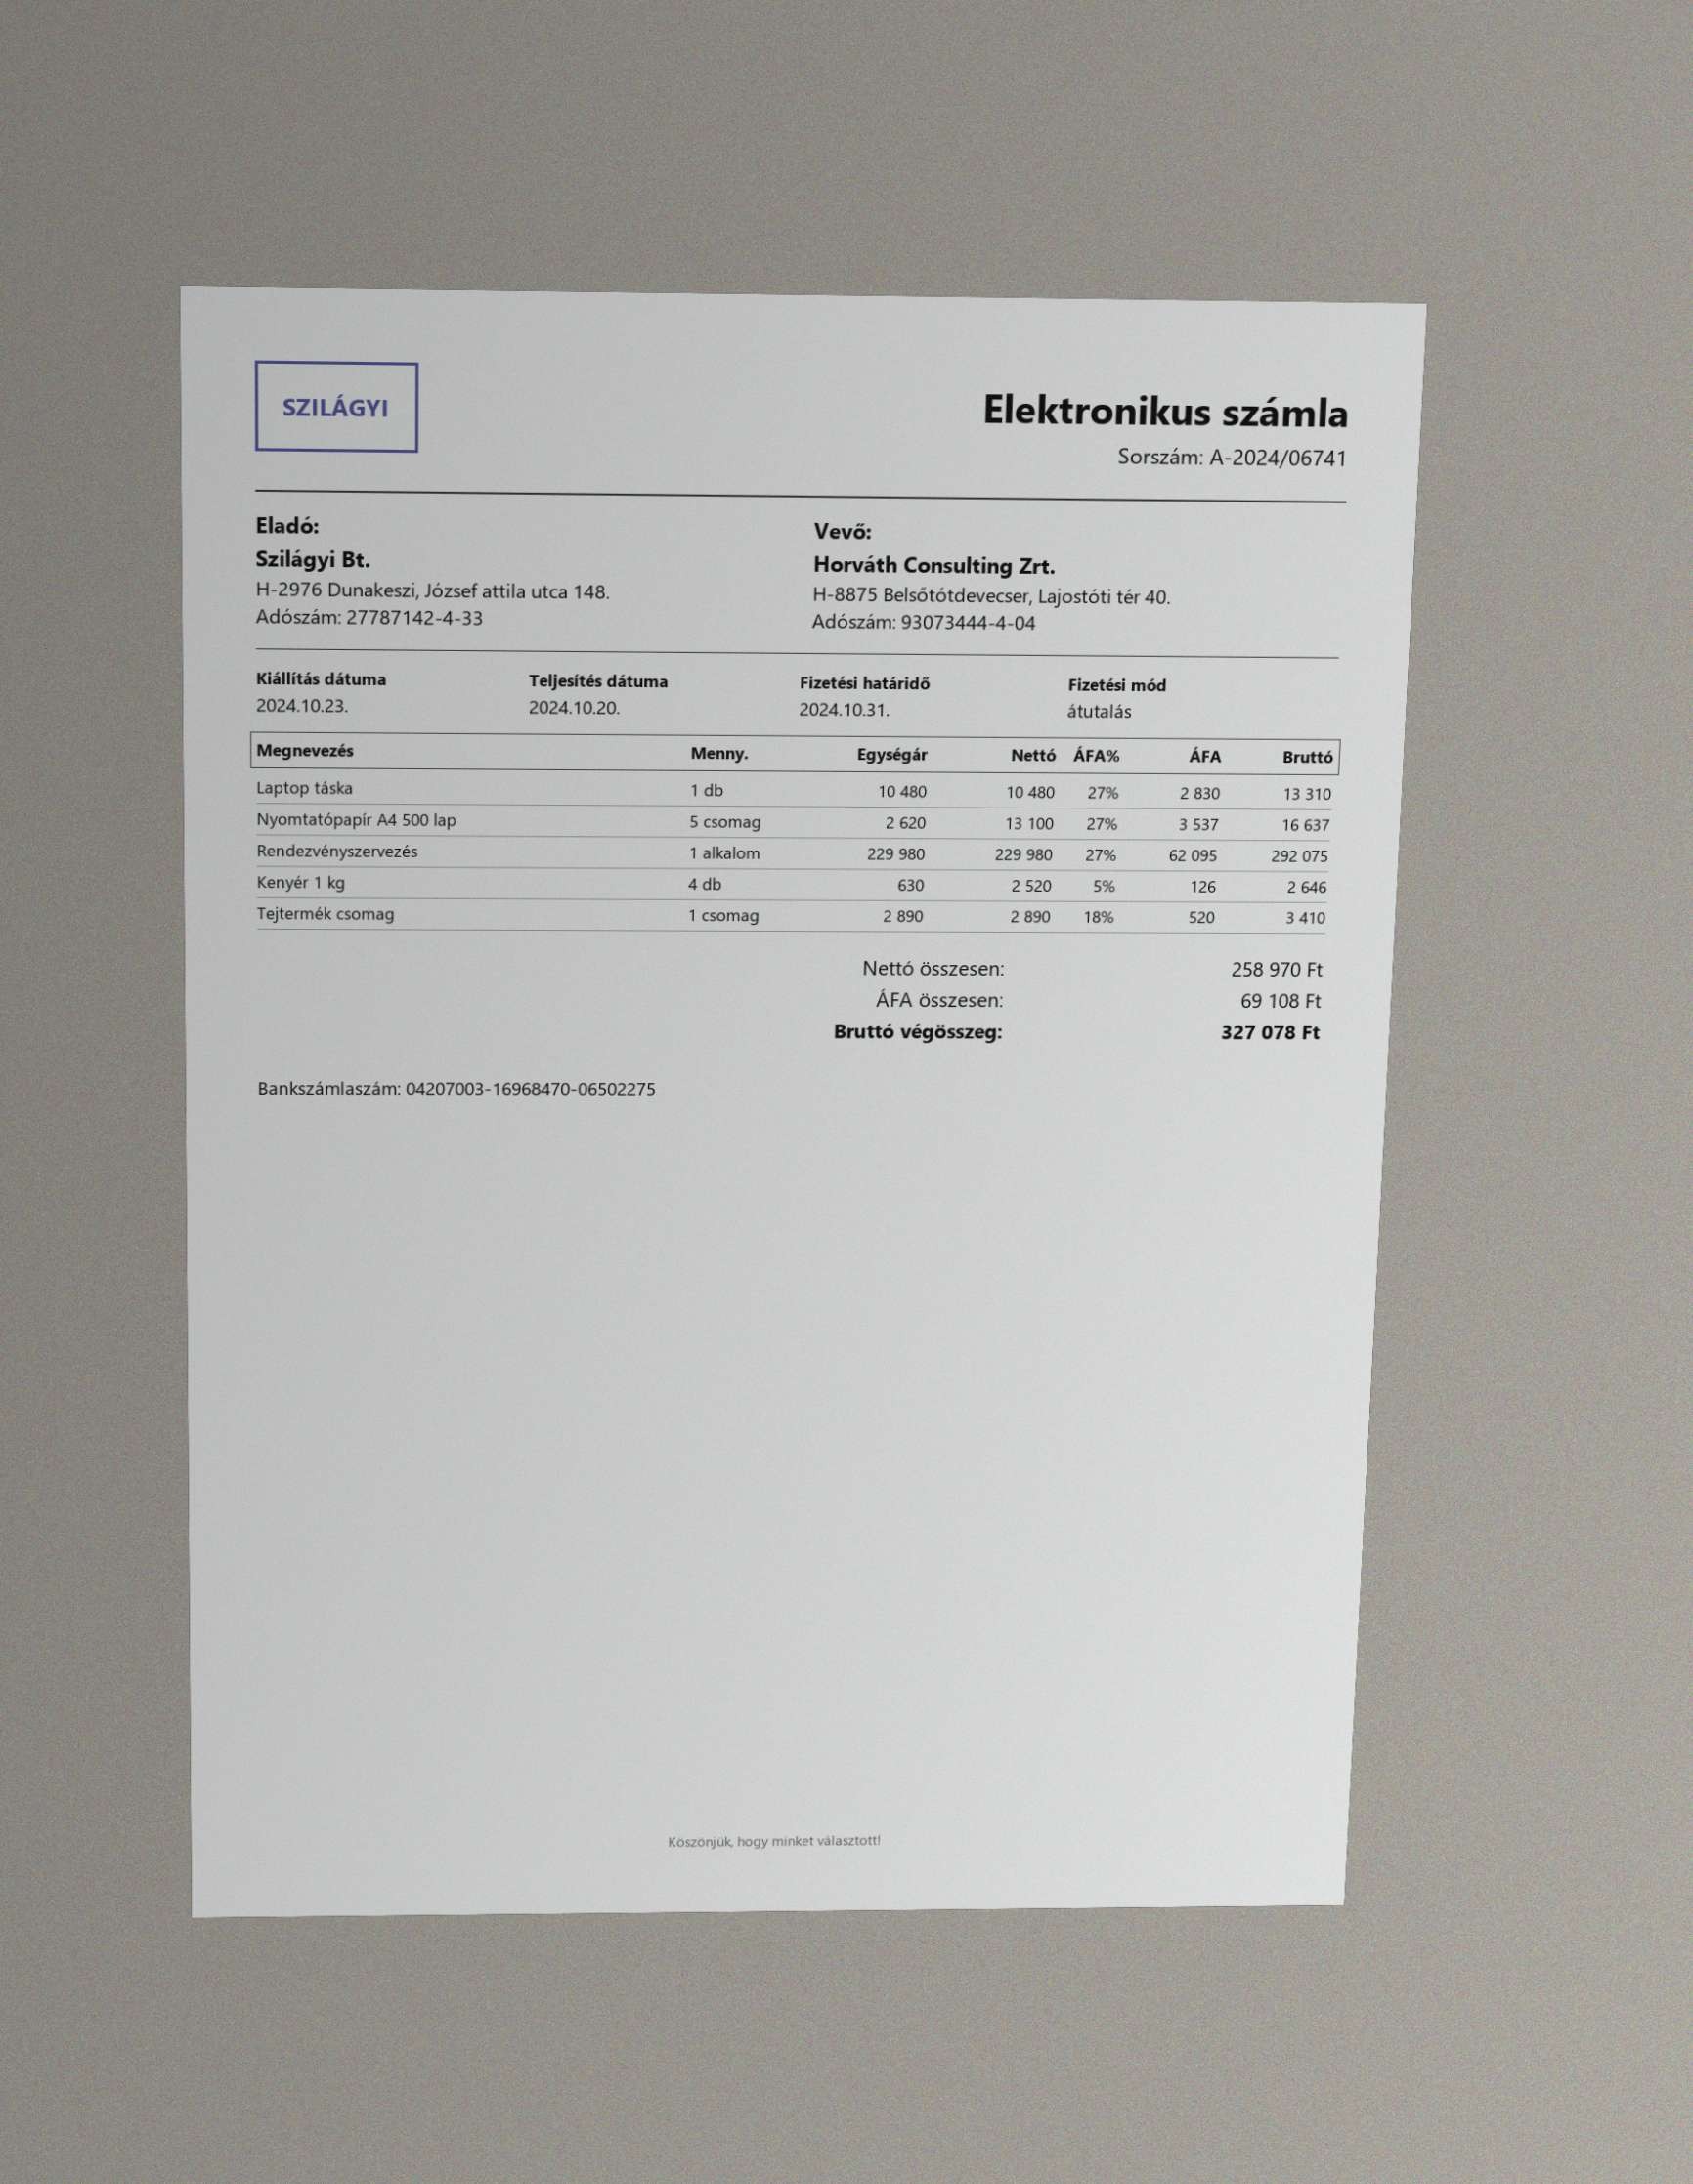 SZILÁGYI
Elektronikus számla
Sorszám: A-2024/06741
Eladó:
Szilágyi Bt.
H-2976 Dunakeszi, József attila utca 148.
Adószám: 27787142-4-33
Vevő:
Horváth Consulting Zrt.
H-8875 Belsőtótdevecser, Lajostóti tér 40.
Adószám: 93073444-4-04
Kiállítás dátuma Teljesítés dátuma Fizetési határidő Fizetési mód
2024.10.23. 2024.10.20. 2024.10.31. átutalás
Megnevezés Menny. Egységár Nettó ÁFA% ÁFA Bruttó
Laptop táska 1 db 10 480 10 480 27% 2 830 13 310
Nyomtatópapír A4 500 lap 5 csomag 2 620 13 100 27% 3 537 16 637
Rendezvényszervezés 1 alkalom 229 980 229 980 27% 62 095 292 075
Kenyér 1 kg 4 db 630 2 520 5% 126 2 646
Tejtermék csomag 1 csomag 2 890 2 890 18% 520 3 410
Nettó összesen: 258 970 Ft
ÁFA összesen: 69 108 Ft
Bruttó végösszeg: 327 078 Ft
Bankszámlaszám: 04207003-16968470-06502275
Köszönjük, hogy minket választott!